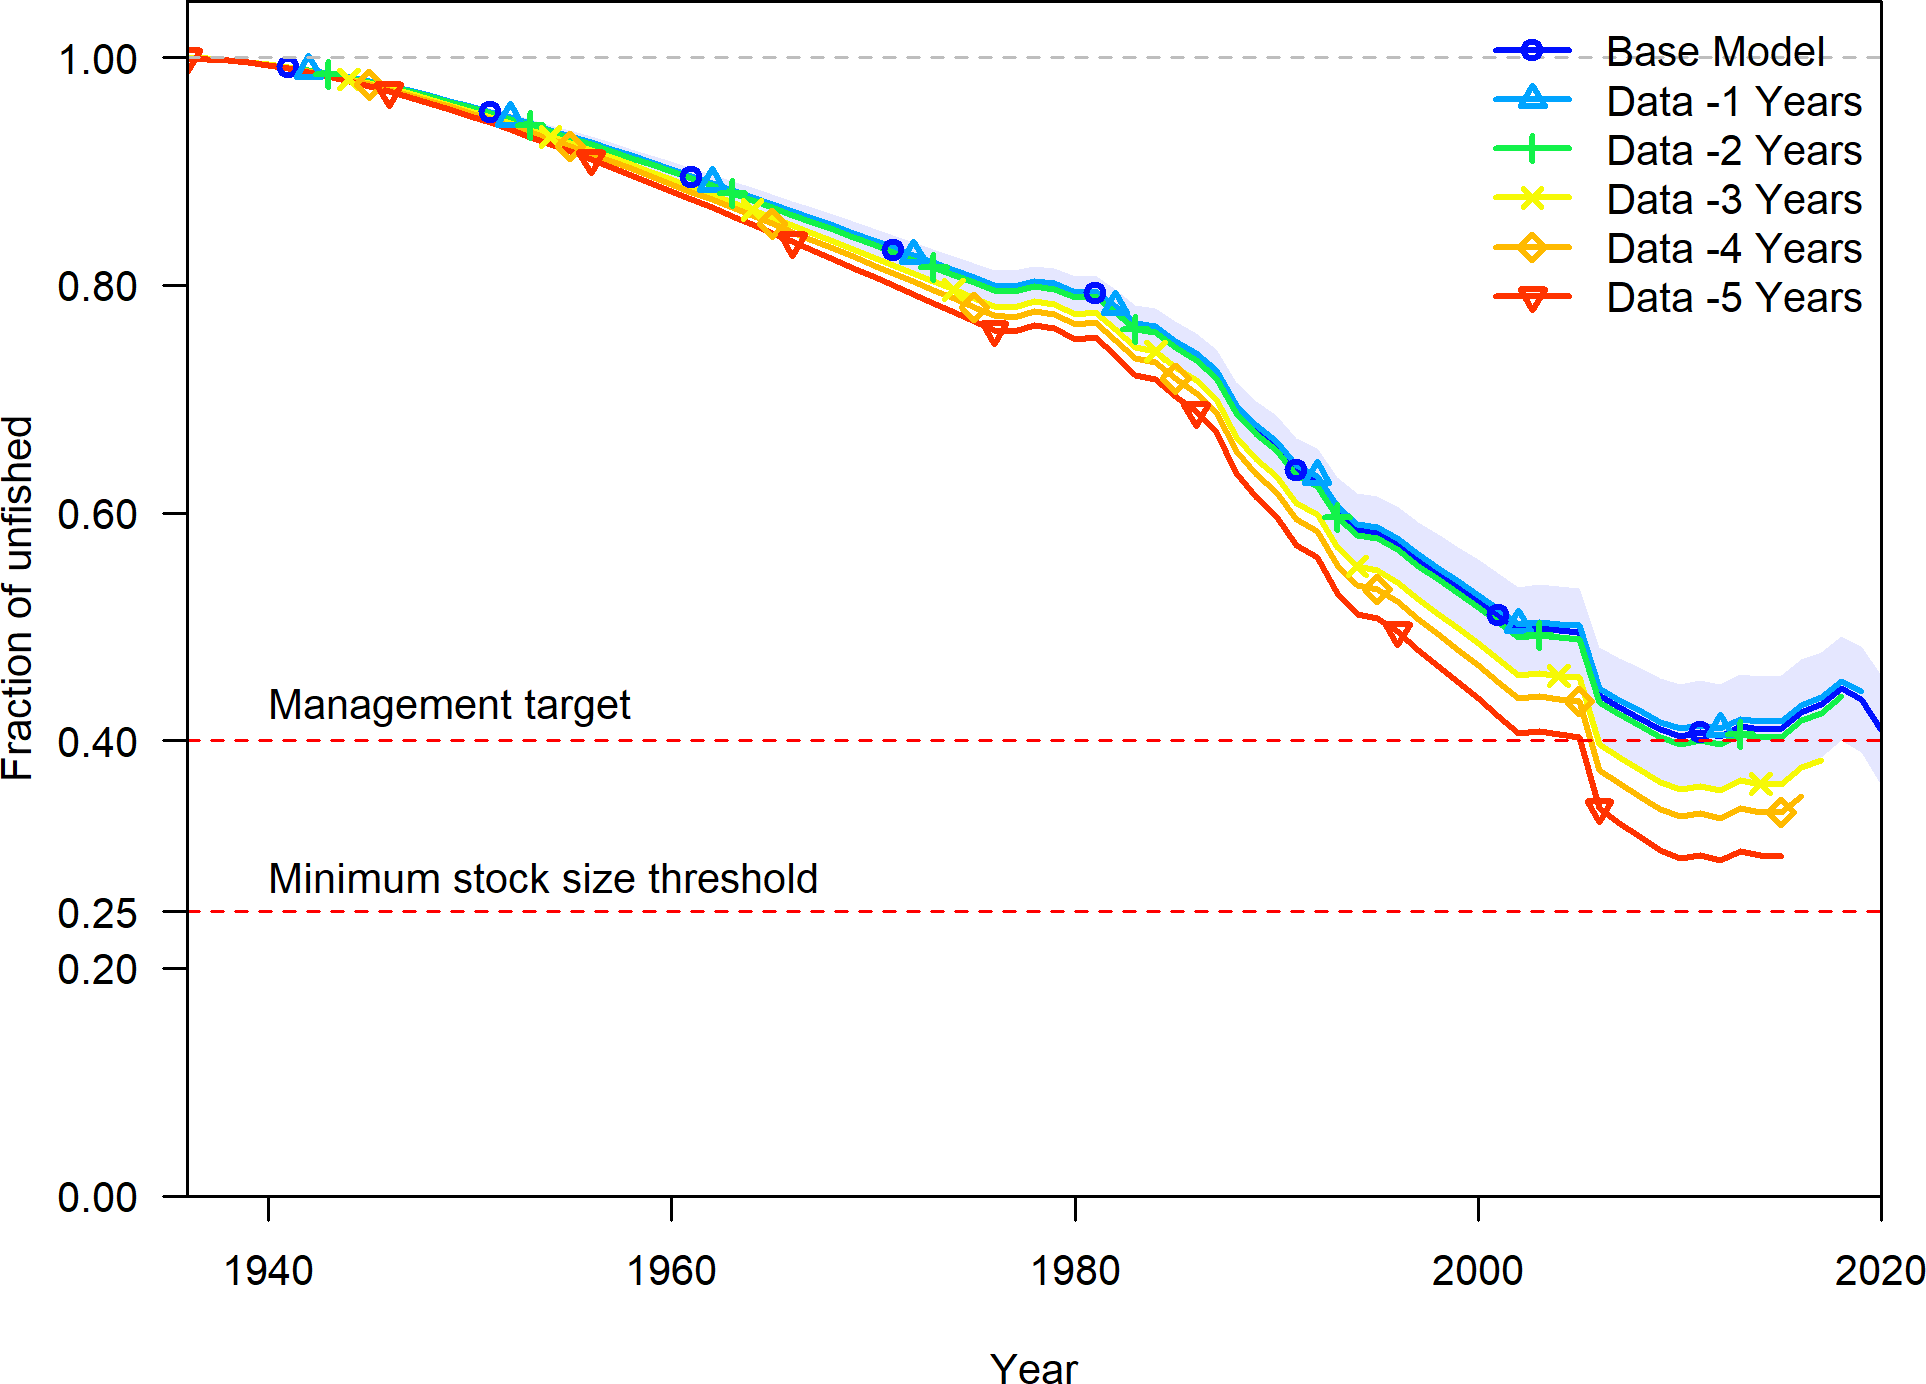 Base Model
Data -1 Years
Data -2 Years
Data -3 Years
Data -4 Years
Data -5 Years
1.00
0.80
0.60
0.40
0.25
0.20
0.00
Fraction of unfished
Management target
Minimum stock size threshold
1940
1960
1980
2000
2020
Year